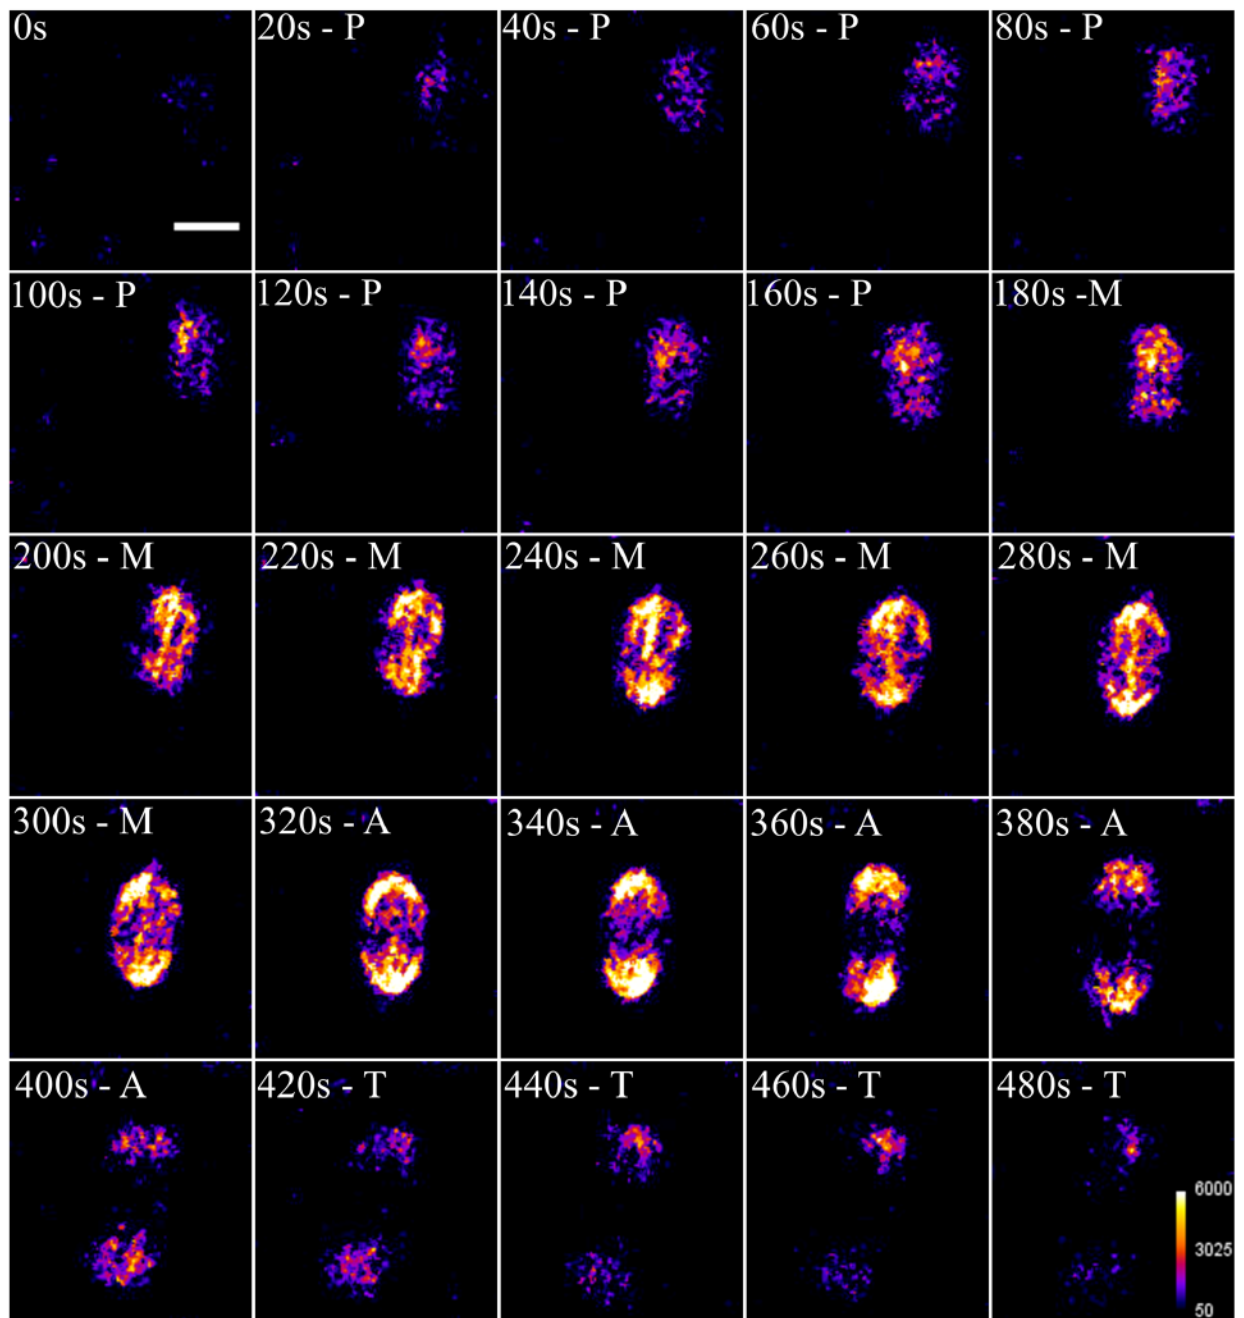 0s
20s - P
40s - P
60s - P
80s - P
100s - P
120s - P
140s - P
160s - P
180s -M
200s - M
220s - M
240s - M
260s - M
280s - M
300s - M
320s - A
340s - A
360s - A
380s - A
400s - A
420s - T
440s - T
460s - T
480s - T
6000
3025
50